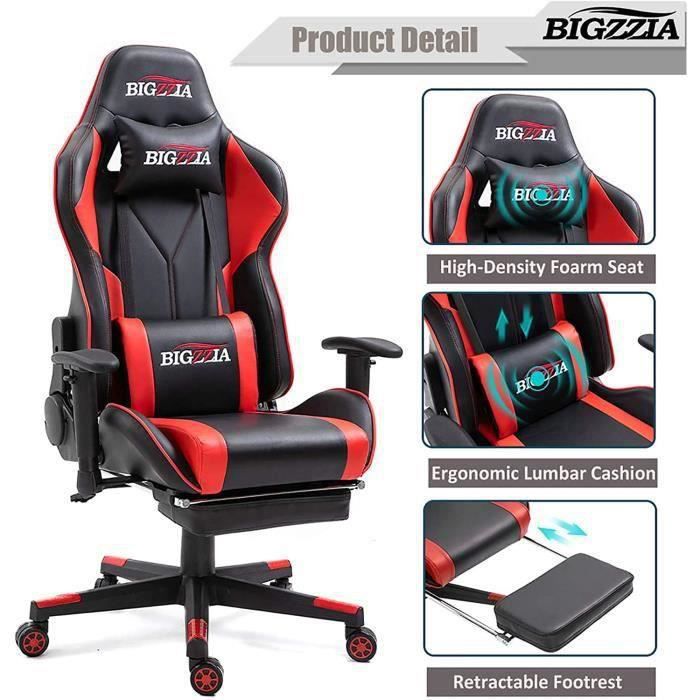 Product Detail
BIGZZIA
BIGZZIA
BIGZZIA
BIGZZIA
BIGZZIA
High-Density Foarm Seat
BIGZZIA
Ergonomic Lumbar Cashion
Retractable Footrest